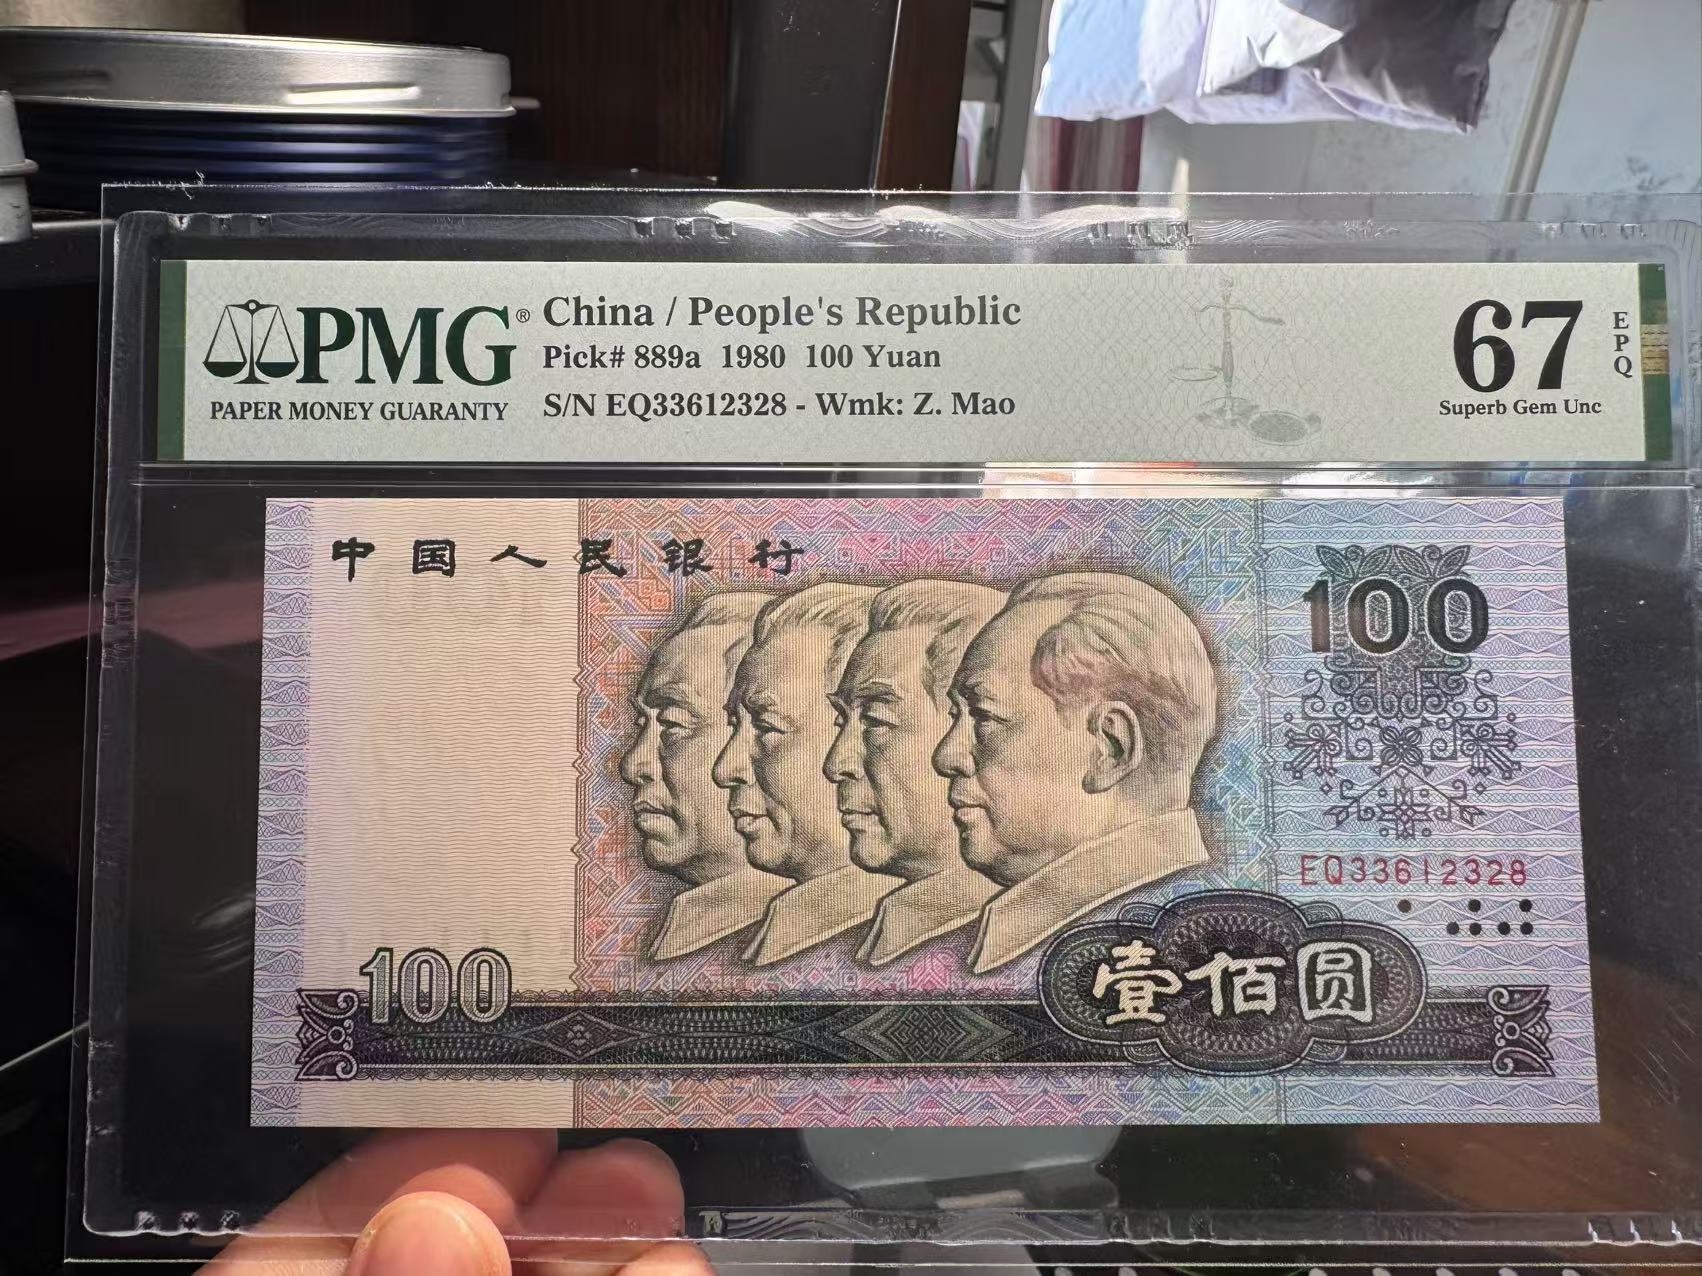 PMG®
PAPER MONEY GUARANTY
China / People's Republic
Pick# 889a 1980 100 Yuan
S/N EQ33612328 - Wmk: Z. Mao
67
EPQ
Superb Gem Unc
中国人民银行
100
EQ33612328
100
壹佰圆